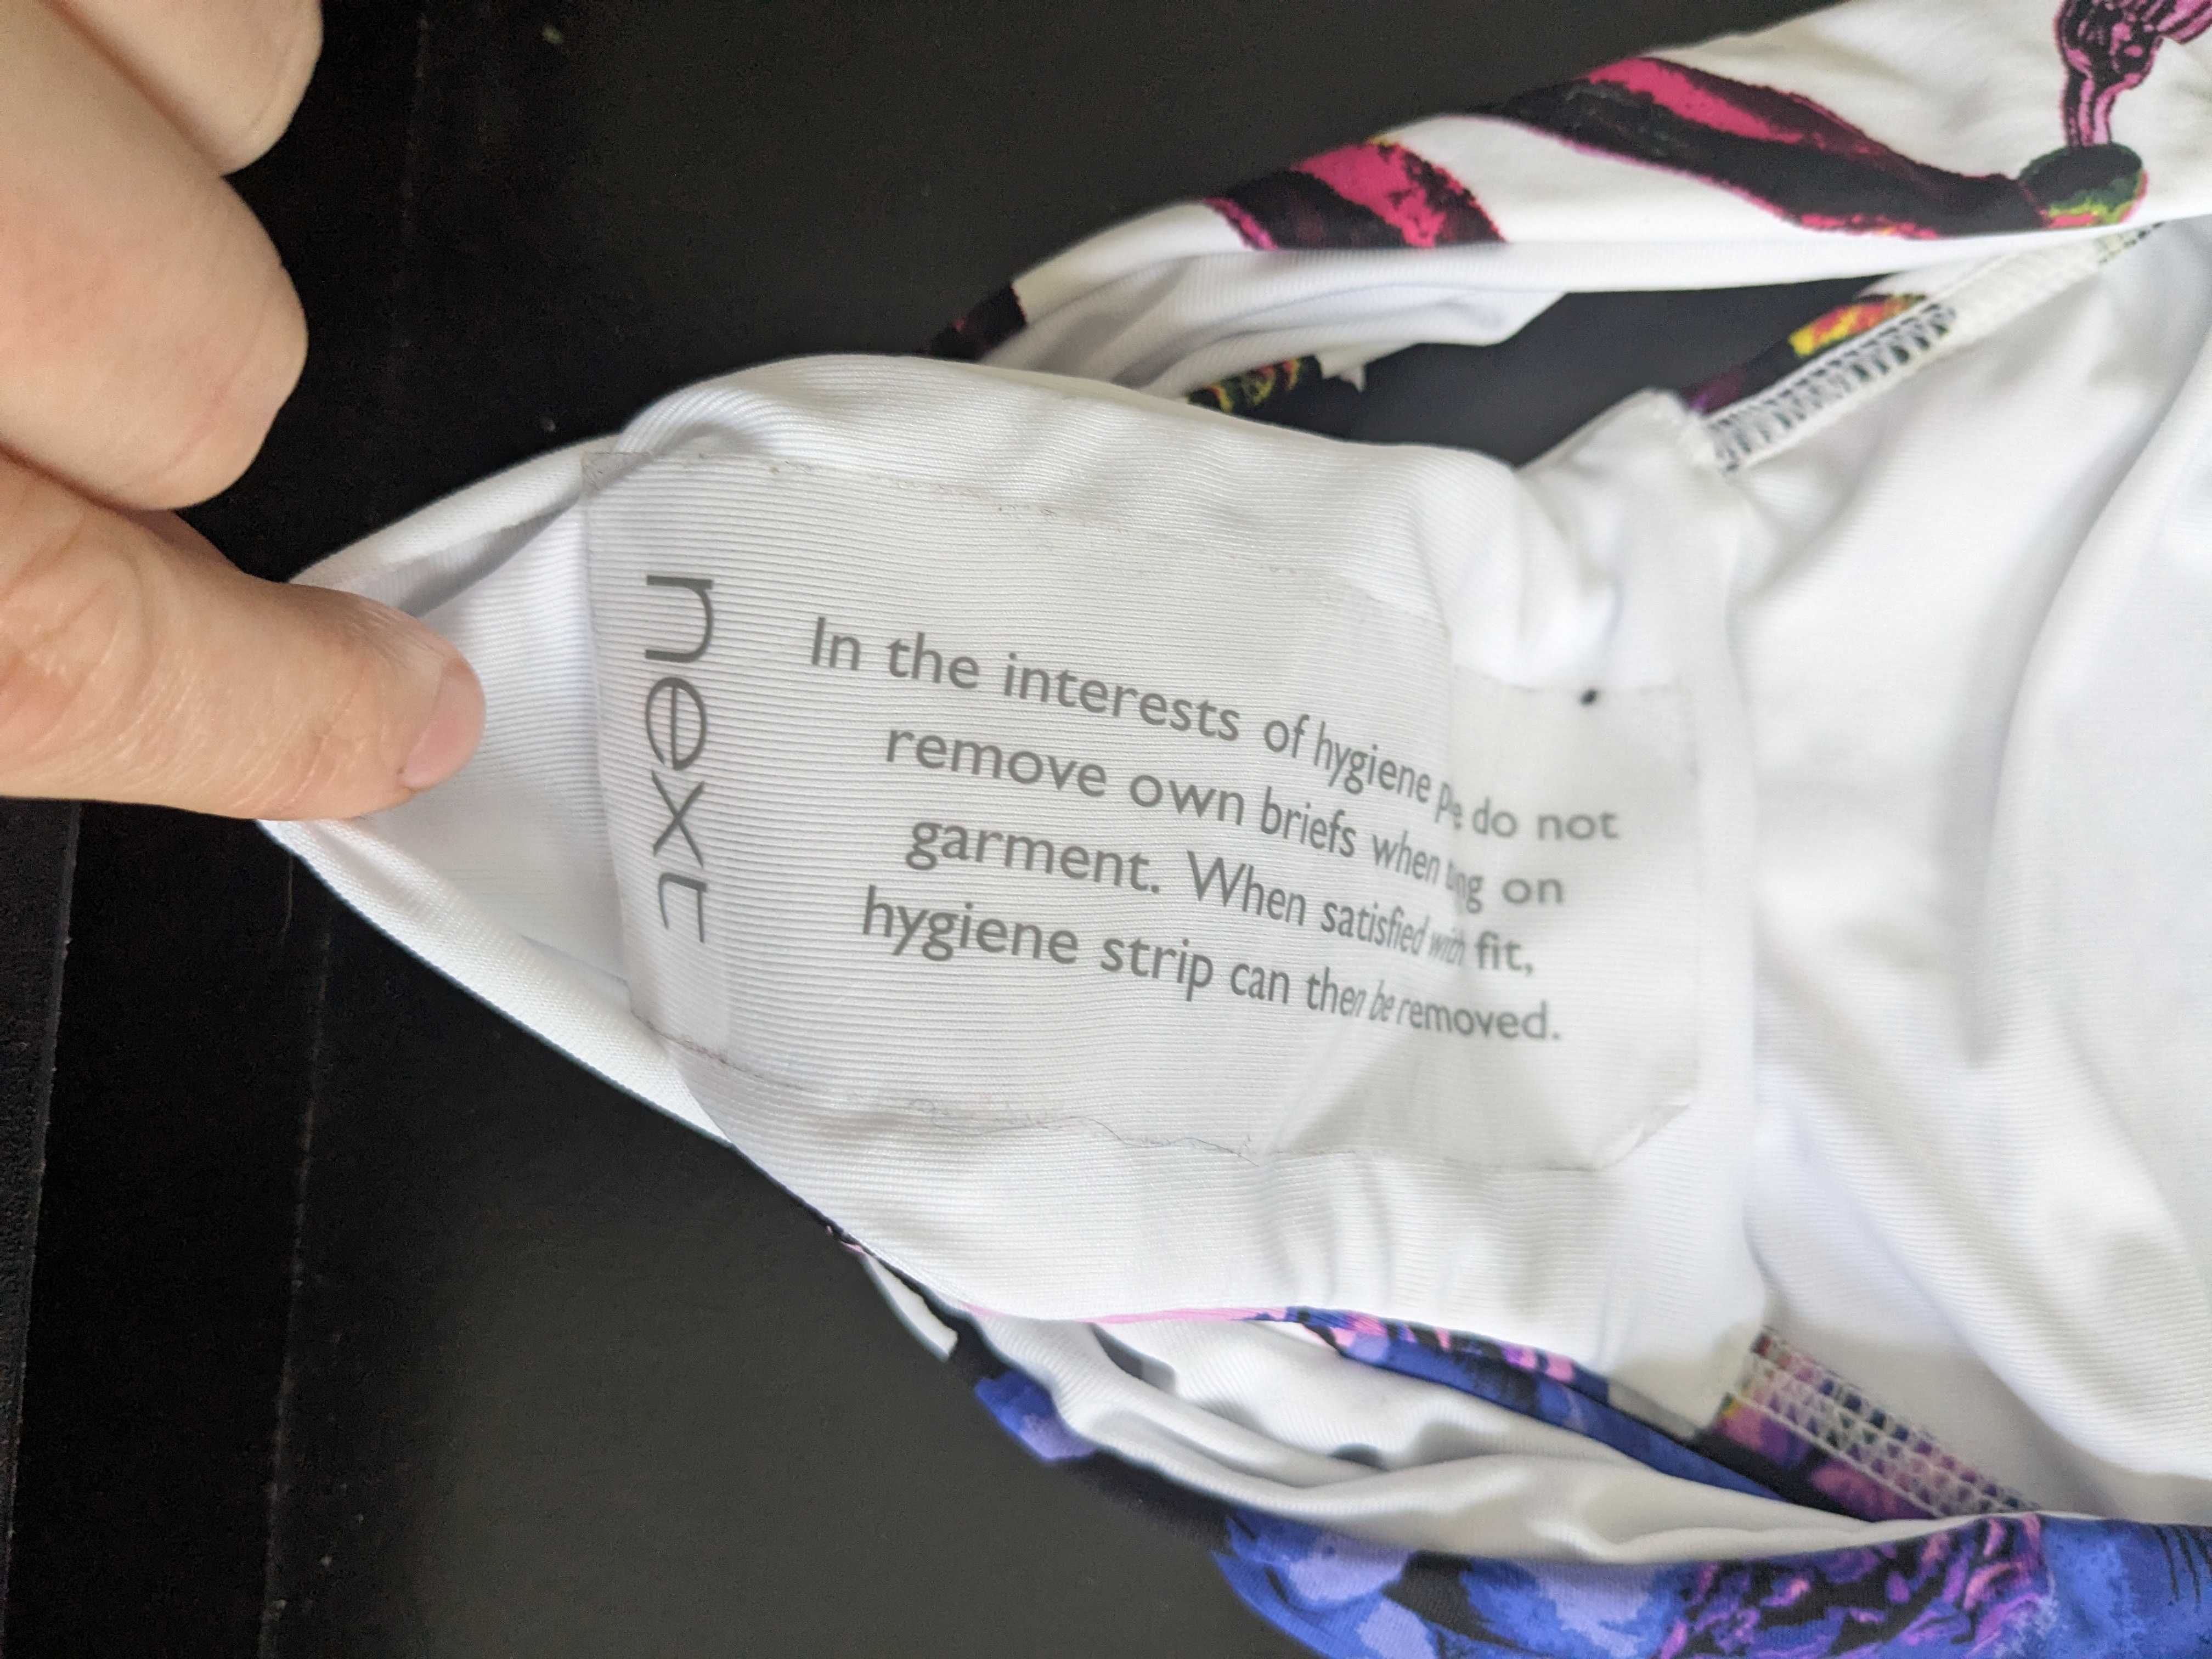 next
In the interests of hygiene do not
remove own briefs when on
garment. When satisfied with fit,
hygiene strip can then be removed.